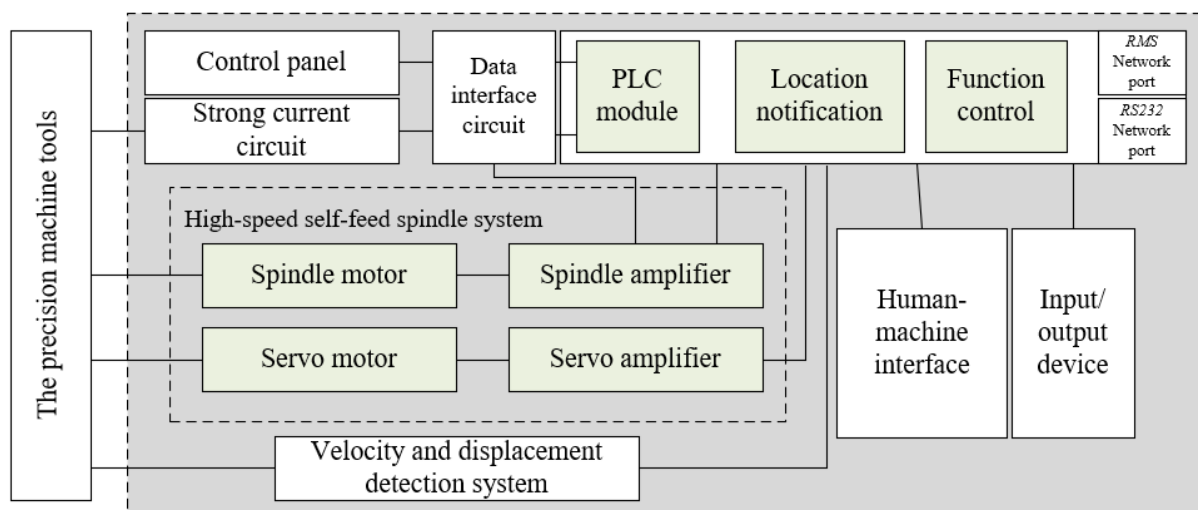 The precision machine tools
Control panel
Strong current
circuit
Data
interface
circuit
PLC
module
Location
notification
Function
control
RMS
Network
port
RS232
Network
port
High-speed self-feed spindle system
Spindle motor
Spindle amplifier
Servo motor
Servo amplifier
Human-
machine
interface
Input/
output
device
Velocity and displacement
detection system